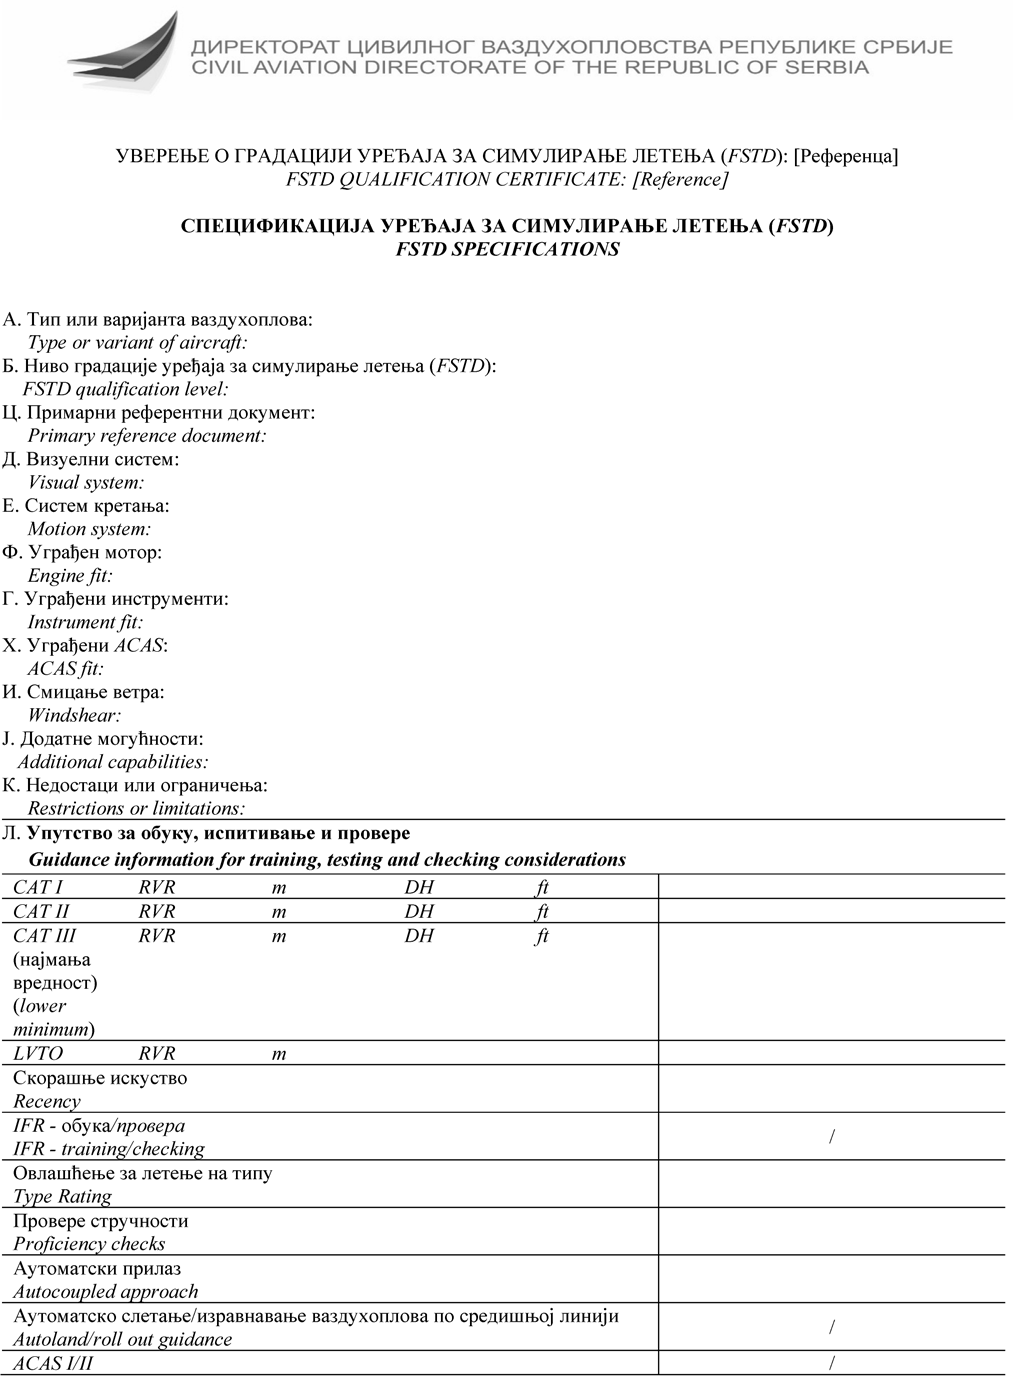 ДИРЕКТОРАТ ЦИВИЛНОГ ВАЗДУХОПЛОВСТВА РЕПУБЛИКЕ СРБИЈЕ
CIVIL AVIATION DIRECTORATE OF THE REPUBLIC OF SERBIA
УВЕРЕЊЕ О ГРАДАЦИЈИ УРЕЂАЈА ЗА СИМУЛИРАЊЕ ЛЕТЕЊА (FSTD): [Референца]
FSTD QUALIFICATION CERTIFICATE: [Reference]
СПЕЦИФИКАЦИЈА УРЕЂАЈА ЗА СИМУЛИРАЊЕ ЛЕТЕЊА (FSTD)
FSTD SPECIFICATIONS
А. Тип или варијанта ваздухоплова:
Type or variant of aircraft:
Б. Ниво градације уређаја за симулирање летења (FSTD):
FSTD qualification level:
Ц. Примарни референтни документ:
Primary reference document:
Д. Визуелни систем:
Visual system:
Е. Систем кретања:
Motion system:
Ф. Уграђен мотор:
Engine fit:
Г. Уграђени инструменти:
Instrument fit:
Х. Уграђени ACAS:
ACAS fit:
И. Смицање ветра:
Windshear:
Ј. Додатне могућности:
Additional capabilities:
К. Недостаци или ограничења:
Restrictions or limitations:
Л. Упутство за обуку, испитивање и провере
Guidance information for training, testing and checking considerations
CAT I RVR m DH ft
CAT II RVR m DH ft
CAT III RVR m DH ft
(најмања
вредност)
(lower
minimum)
LVTO RVR m
Скорашње искуство
Recency
IFR - обука/провера
IFR - training/checking
/
Овлашћење за летење на типу
Type Rating
Провере стручности
Proficiency checks
Аутоматски прилаз
Autocoupled approach
Аутоматско слетање/изравнавање ваздухоплова по средишњој линији
Autoland/roll out guidance
/
ACAS I/II /